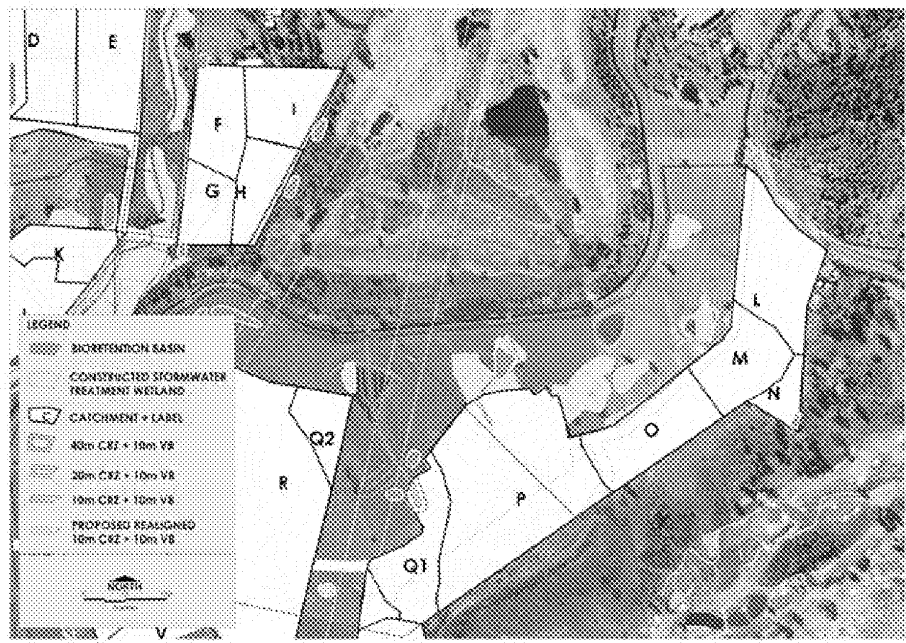 D
E
F
I
G
H
K
L
M
N
O
P
Q2
R
Q1
V
LEGEND
BIORETENTION BASIN
CONSTRUCTED STORMWATER
TREATMENT WETLAND
CATCHMENT + LABEL
40m CRZ + 10m VB
20m CRZ + 10m VB
10m CRZ + 10m VB
PROPOSED REALIGNED
10m CRZ + 10m VB
NORTH